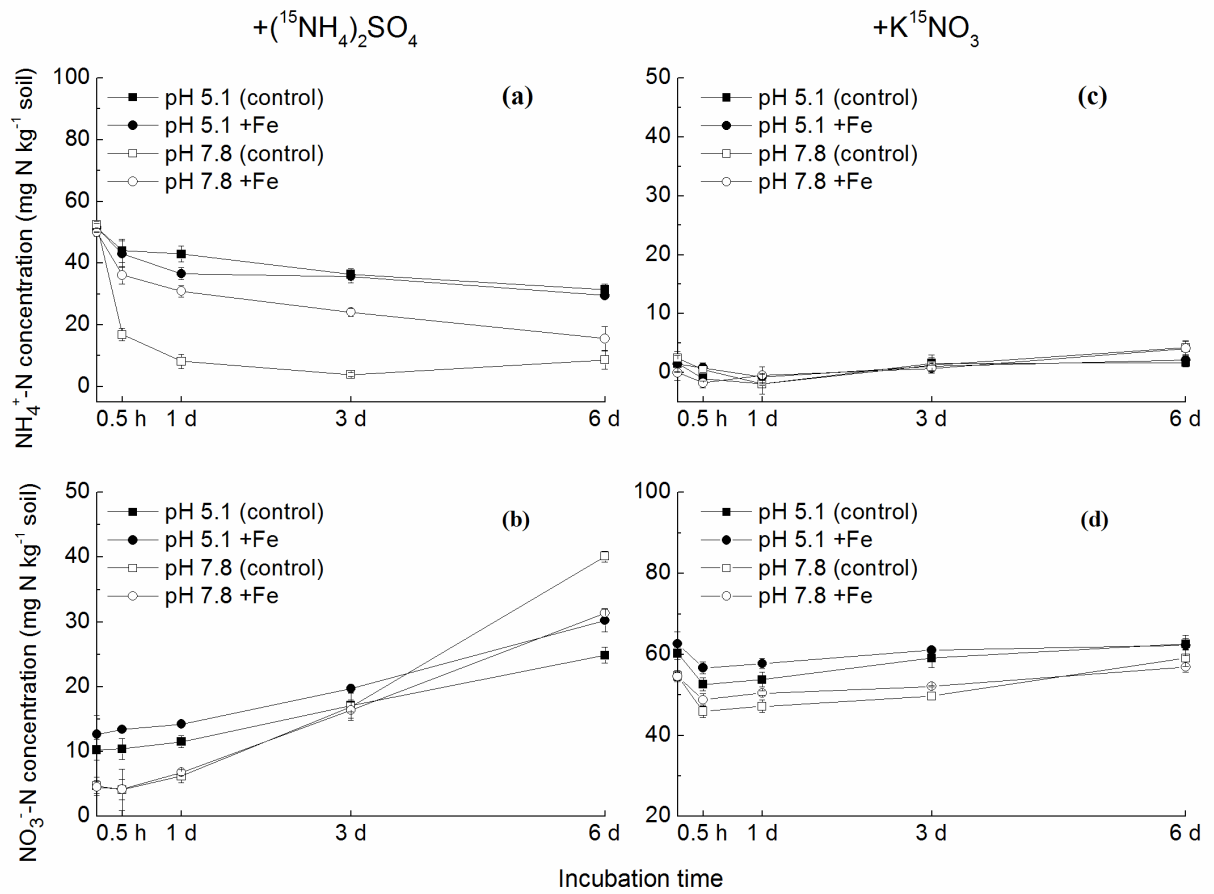 +(¹⁵NH₄)₂SO₄
+K¹⁵NO₃
NH₄⁺-N concentration (mg N kg⁻¹ soil)
100
80
60
40
20
0
0.5 h 1 d 3 d 6 d
pH 5.1 (control)
pH 5.1 +Fe
pH 7.8 (control)
pH 7.8 +Fe
(a)
50
40
30
20
10
0
0.5 h 1 d 3 d 6 d
pH 5.1 (control)
pH 5.1 +Fe
pH 7.8 (control)
pH 7.8 +Fe
(c)
NO₃⁻-N concentration (mg N kg⁻¹ soil)
50
40
30
20
10
0
0.5 h 1 d 3 d 6 d
pH 5.1 (control)
pH 5.1 +Fe
pH 7.8 (control)
pH 7.8 +Fe
(b)
100
80
60
40
20
0.5 h 1 d 3 d 6 d
pH 5.1 (control)
pH 5.1 +Fe
pH 7.8 (control)
pH 7.8 +Fe
(d)
Incubation time